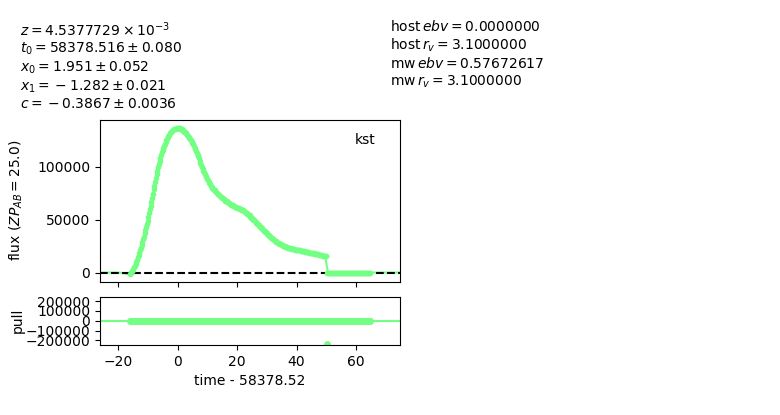 z = 4.5377729 × 10⁻³
t₀ = 58378.516 ± 0.080
x₀ = 1.951 ± 0.052
x₁ = −1.282 ± 0.021
c = −0.3867 ± 0.0036
host ebv = 0.0000000
host r_v = 3.1000000
mw ebv = 0.57672617
mw r_v = 3.1000000
kst
flux (ZP_AB = 25.0)
100000
50000
0
pull
200000
100000
0
−100000
−200000
−20
0
20
40
60
time - 58378.52